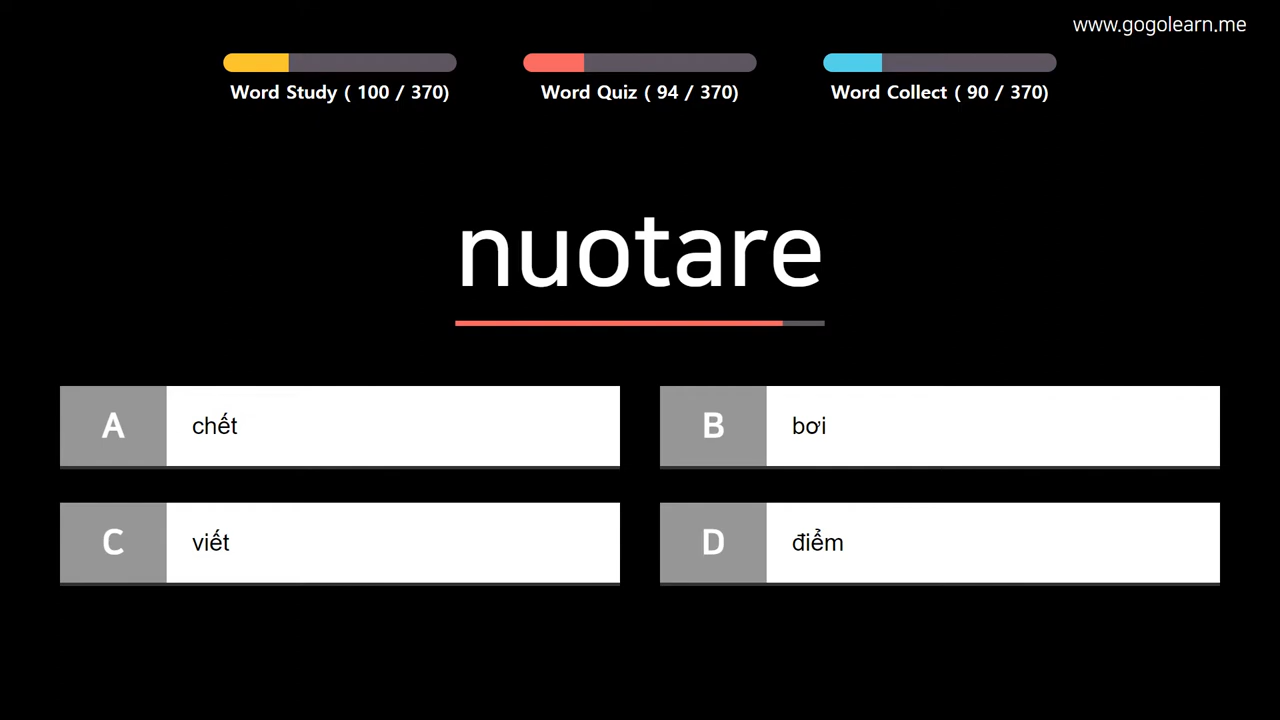 www.gogolearn.me
Word Study ( 100 / 370)
Word Quiz ( 94 / 370)
Word Collect ( 90 / 370)
nuotare
A chết
B bơi
C viết
D điểm